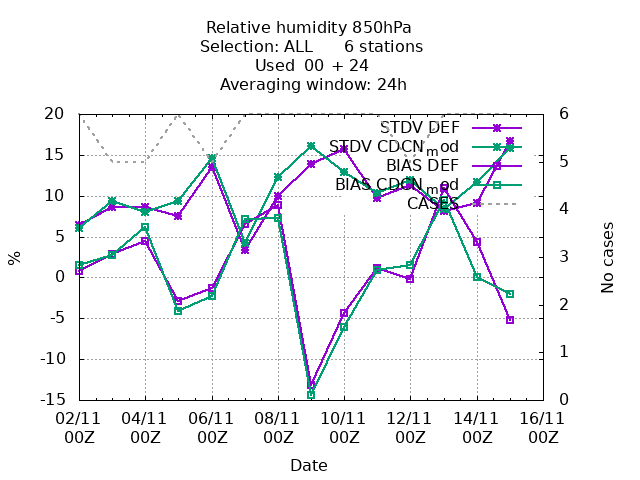 Relative humidity 850hPa
Selection: ALL      6 stations
Used  00 + 24
Averaging window: 24h
STDV DEF
STDV CDCN_mod
BIAS DEF
BIAS CDCN_mod
CASES
20
15
10
5
0
-5
-10
-15
%
6
5
4
3
2
1
0
No cases
02/11 04/11 06/11 08/11 10/11 12/11 14/11 16/11
00Z 00Z 00Z 00Z 00Z 00Z 00Z 00Z
Date